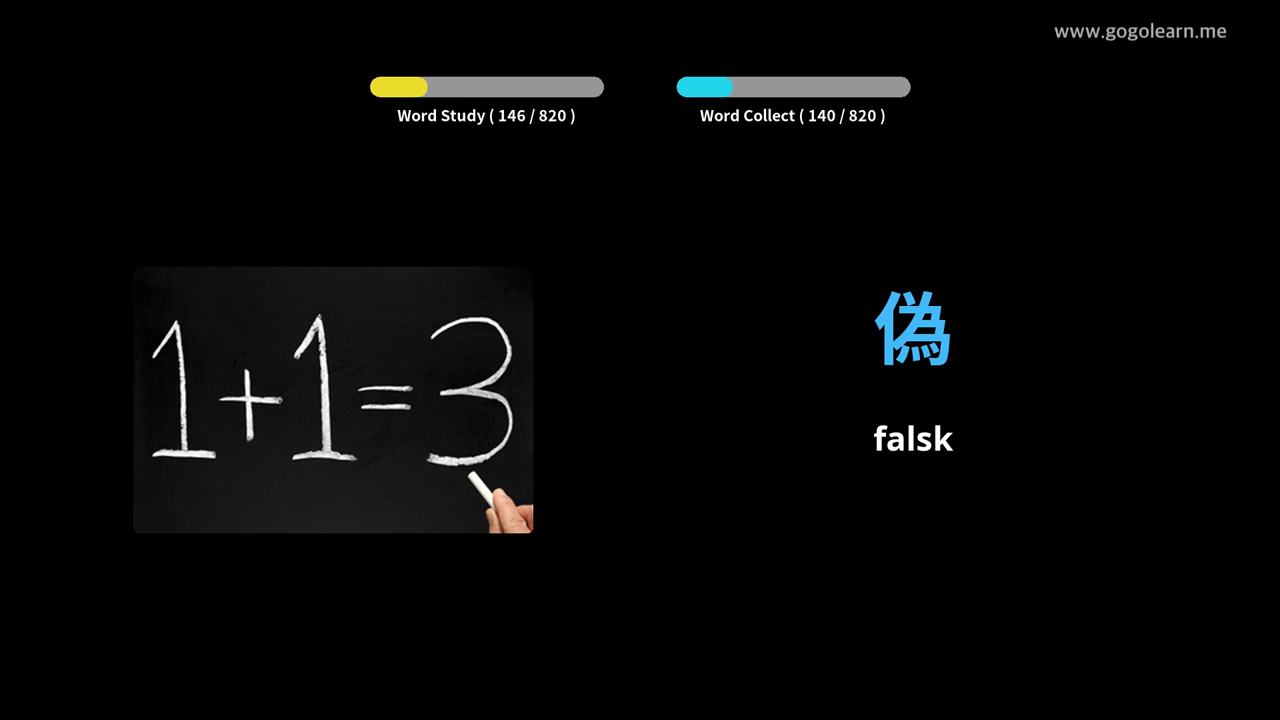 www.gogolearn.me
Word Study ( 146 / 820 )
Word Collect ( 140 / 820 )
1+1=3
偽
falsk